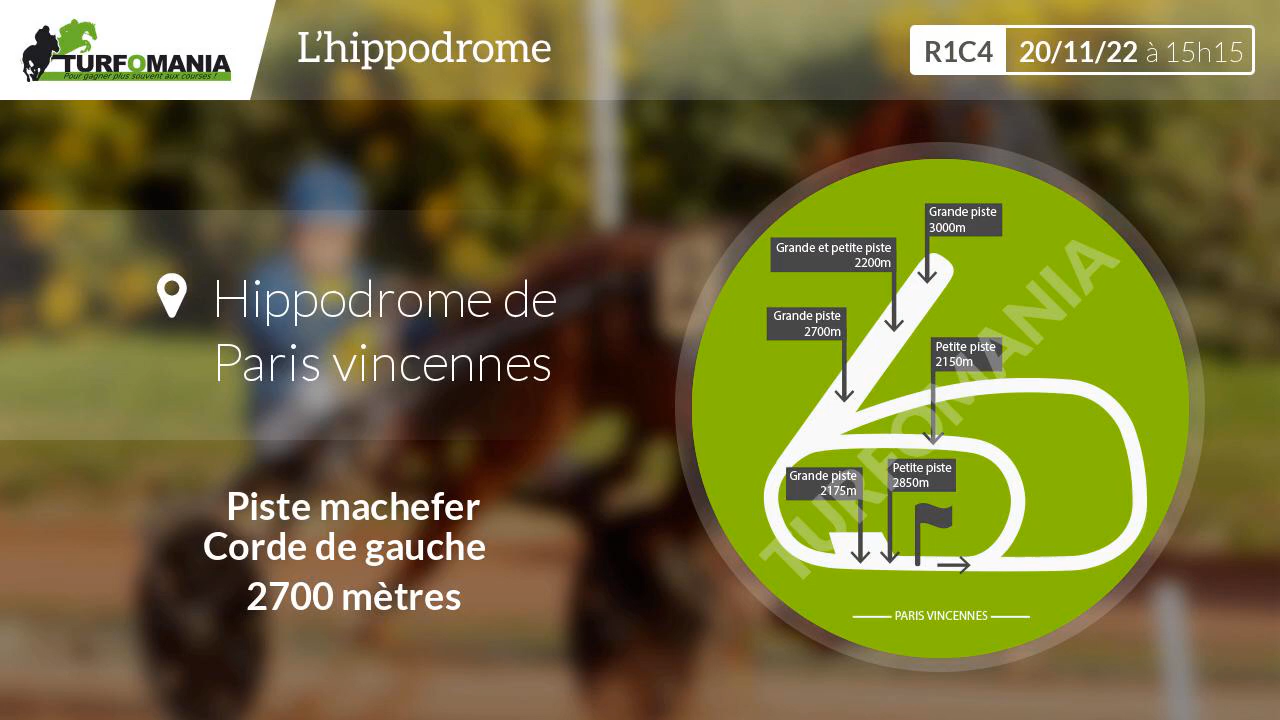 TURFOMANIA
Pour gagner plus souvent aux courses !
L'hippodrome
R1C4 20/11/22 à 15h15
Hippodrome de
Paris vincennes
Piste machefer
Corde de gauche
2700 mètres
Grande piste
3000m
Grande et petite piste
2200m
Grande piste
2700m
Petite piste
2150m
Grande piste
2175m
Petite piste
2850m
TURFOMANIA
PARIS VINCENNES